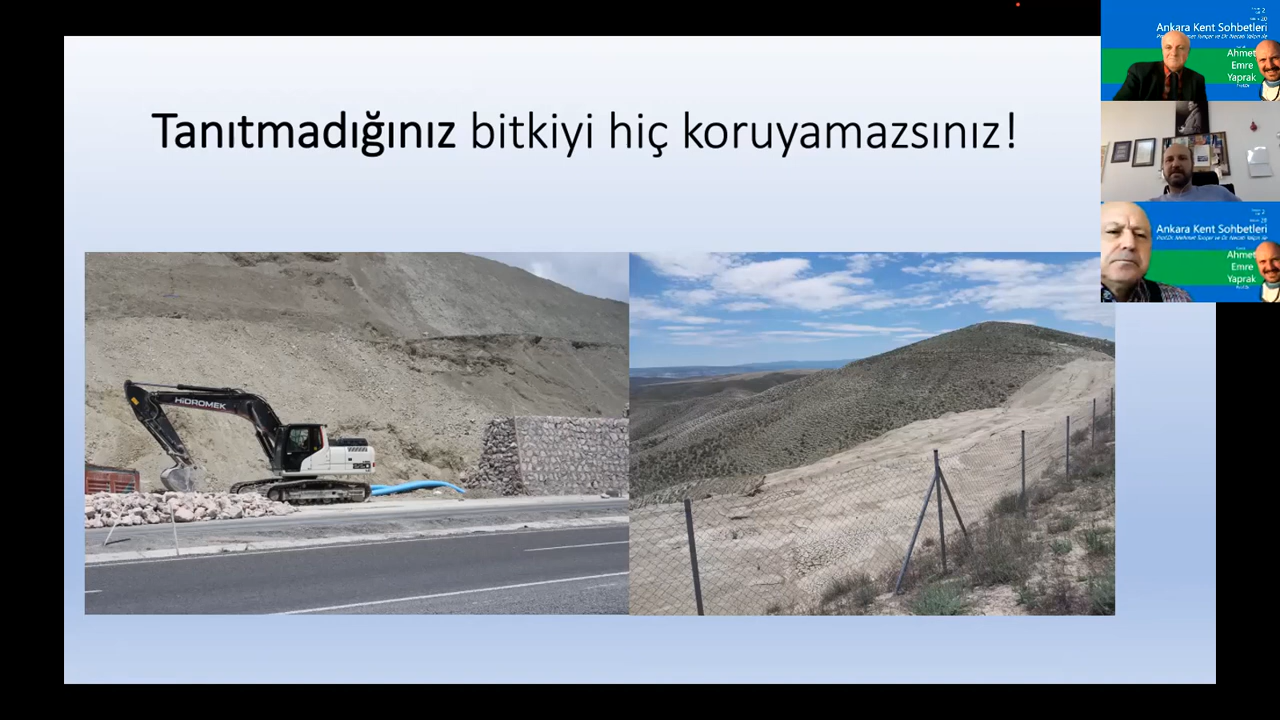 Tanıtmadığınız bitkiyi hiç koruyamazsınız!
HİDROMEK
Ankara Kent Sohbetleri
Ahmet
Emre
Yaprak
Ankara Kent Sohbetleri
Ahmet
Emre
Yaprak